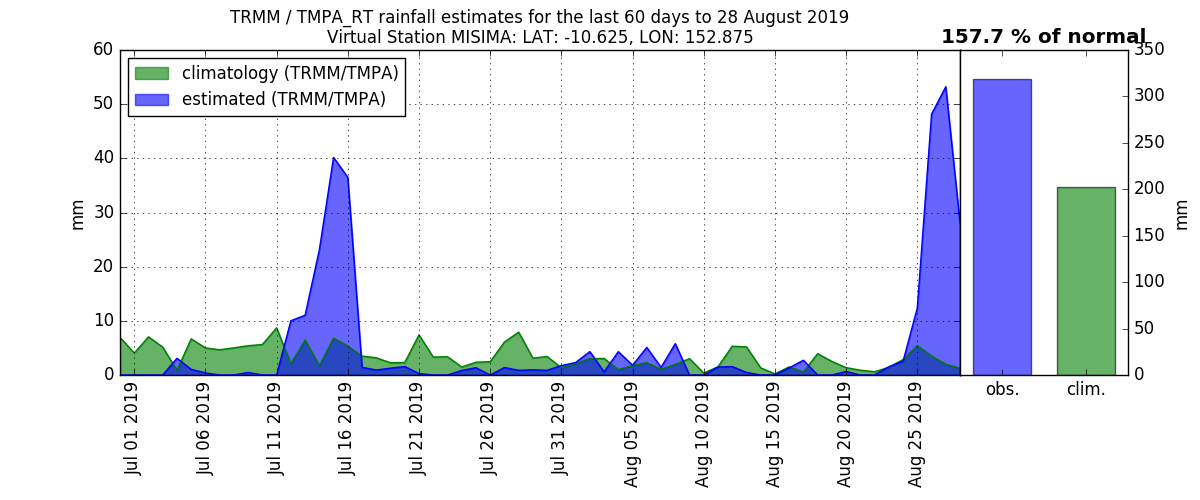 TRMM / TMPA_RT rainfall estimates for the last 60 days to 28 August 2019
Virtual Station MISIMA: LAT: -10.625, LON: 152.875
157.7 % of normal
climatology (TRMM/TMPA)
estimated (TRMM/TMPA)
60
50
40
30
20
10
0
mm
Jul 01 2019
Jul 06 2019
Jul 11 2019
Jul 16 2019
Jul 21 2019
Jul 26 2019
Jul 31 2019
Aug 05 2019
Aug 10 2019
Aug 15 2019
Aug 20 2019
Aug 25 2019
obs.
clim.
350
300
250
200
150
100
50
0
mm